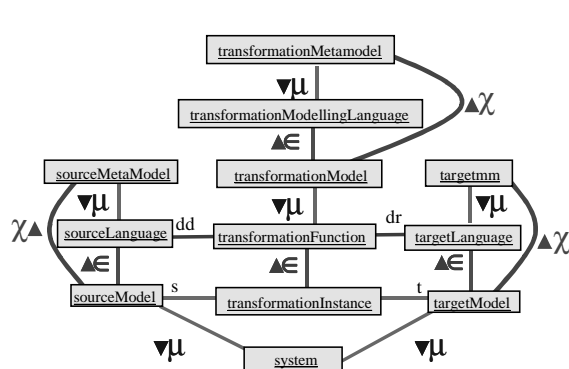 transformationMetamodel
▼μ
transformationModellingLanguage
▲χ
▲∈
sourceMetaModel
transformationModel
targetmm
▼μ
▼μ
▼μ
χ▲
sourceLanguage
dd
transformationFunction
dr
targetLanguage
▲χ
▲∈
▲∈
▲∈
sourceModel
s
transformationInstance
t
targetModel
▼μ
▼μ
system